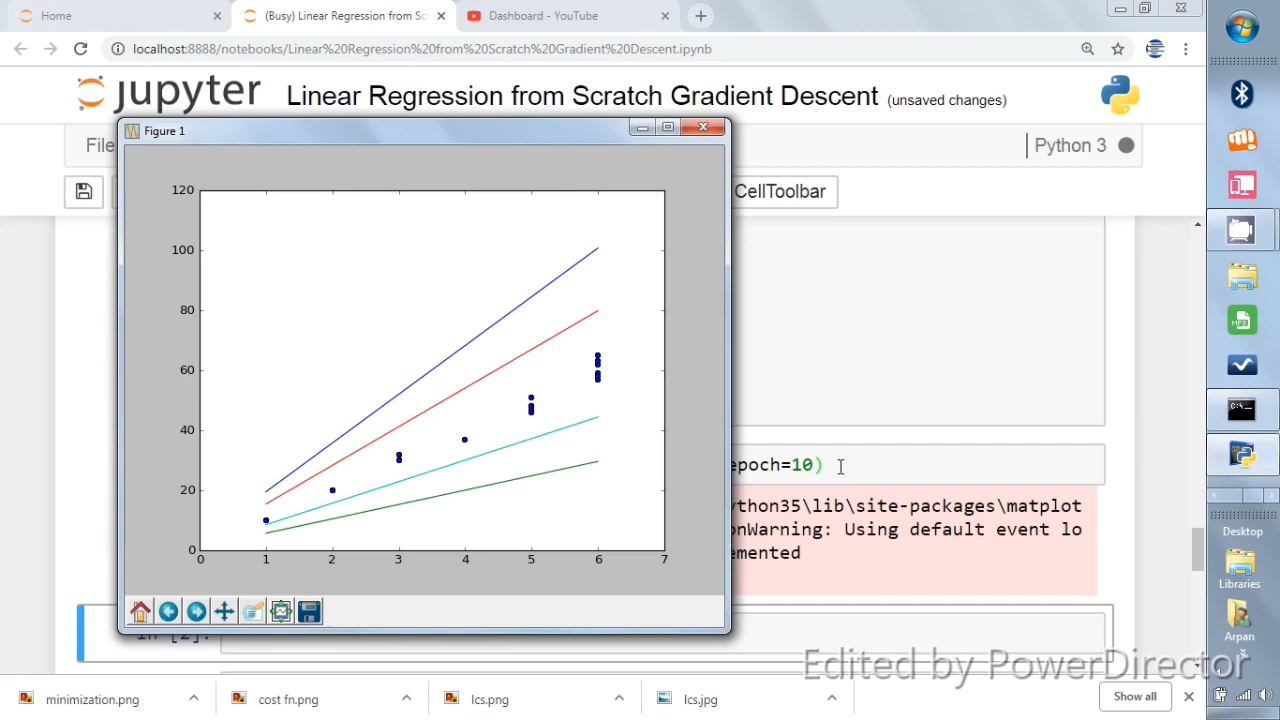 Home
(Busy) Linear Regression from Sc
Dashboard - YouTube
localhost:8888/notebooks/Linear%20Regression%20from%20Scratch%20Gradient%20Descent.ipynb
jupyter Linear Regression from Scratch Gradient Descent (unsaved changes)
Figure 1
File
Python 3
CellToolbar
120
100
80
60
40
20
0
0 1 2 3 4 5 6 7
epoch=10)
ython35\lib\site-packages\matplot
onWarning: Using default event lo
emented
In [2]:
MP3
C:\_
Desktop
Libraries
Arpan
Edited by PowerDirector
minimization.png
cost fn.png
lcs.png
lcs.jpg
Show all